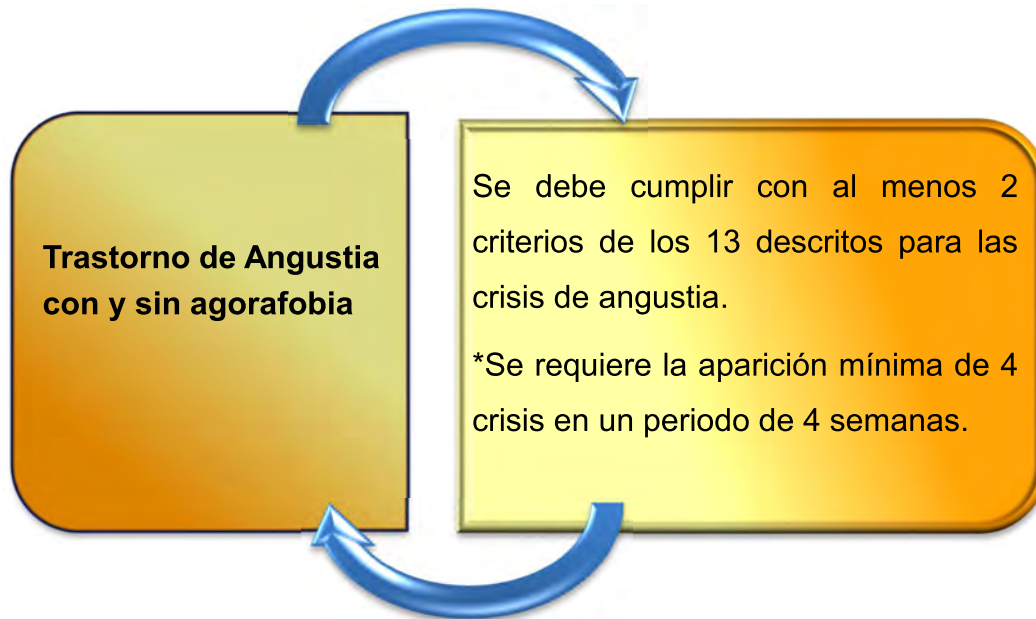 Trastorno de Angustia
con y sin agorafobia
Se debe cumplir con al menos 2
criterios de los 13 descritos para las
crisis de angustia.
*Se requiere la aparición mínima de 4
crisis en un periodo de 4 semanas.